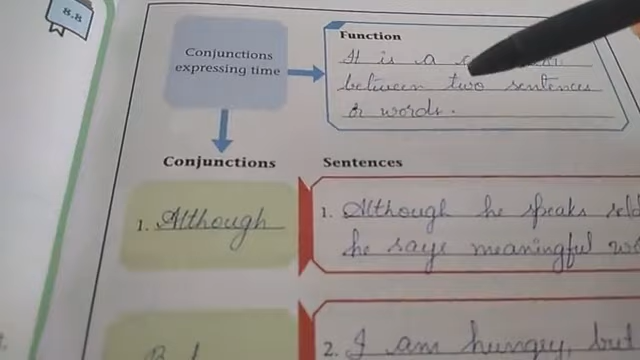 8.8
Conjunctions
expressing time
Function
It is a
between two sentences
or words.
Conjunctions
Sentences
1. Although
1. Although he speaks
he says meaningful
2. I am hungry, but